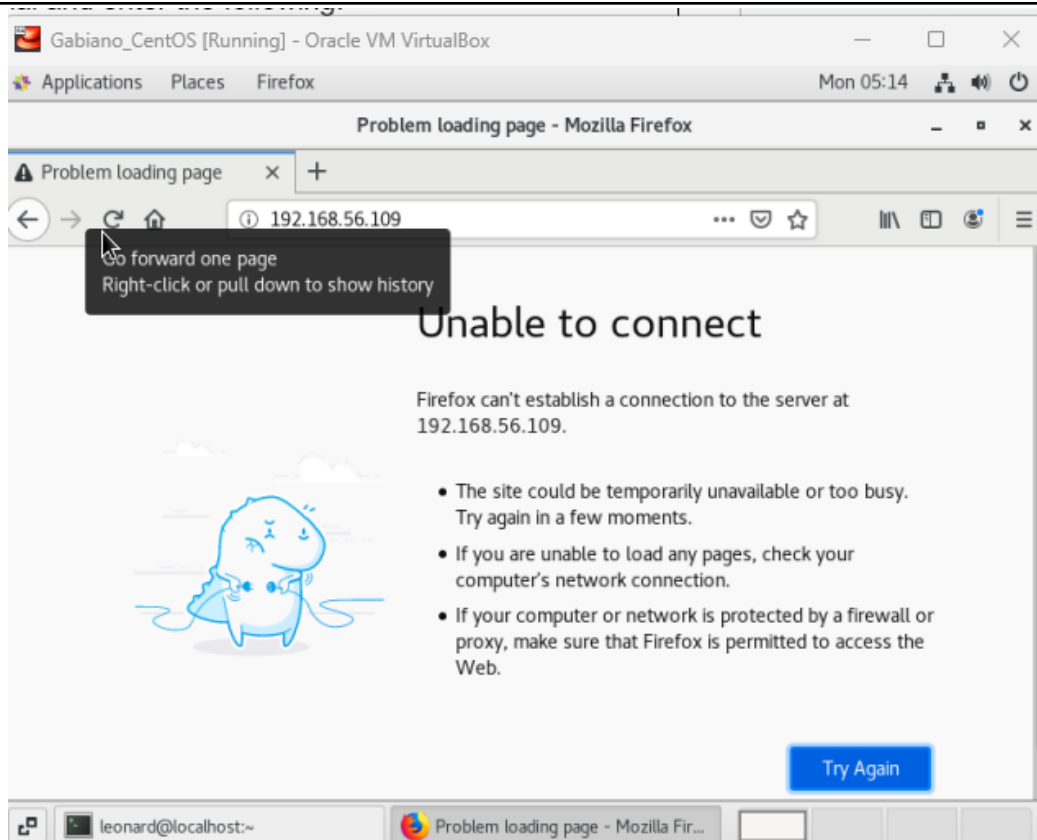 Gabiano_CentOS [Running] - Oracle VM VirtualBox
Applications Places Firefox Mon 05:14
Problem loading page - Mozilla Firefox
Problem loading page
192.168.56.109
Go forward one page
Right-click or pull down to show history
Unable to connect
Firefox can't establish a connection to the server at
192.168.56.109.
• The site could be temporarily unavailable or too busy.
Try again in a few moments.
• If you are unable to load any pages, check your
computer's network connection.
• If your computer or network is protected by a firewall or
proxy, make sure that Firefox is permitted to access the
Web.
Try Again
leonard@localhost:~ Problem loading page - Mozilla Fir...